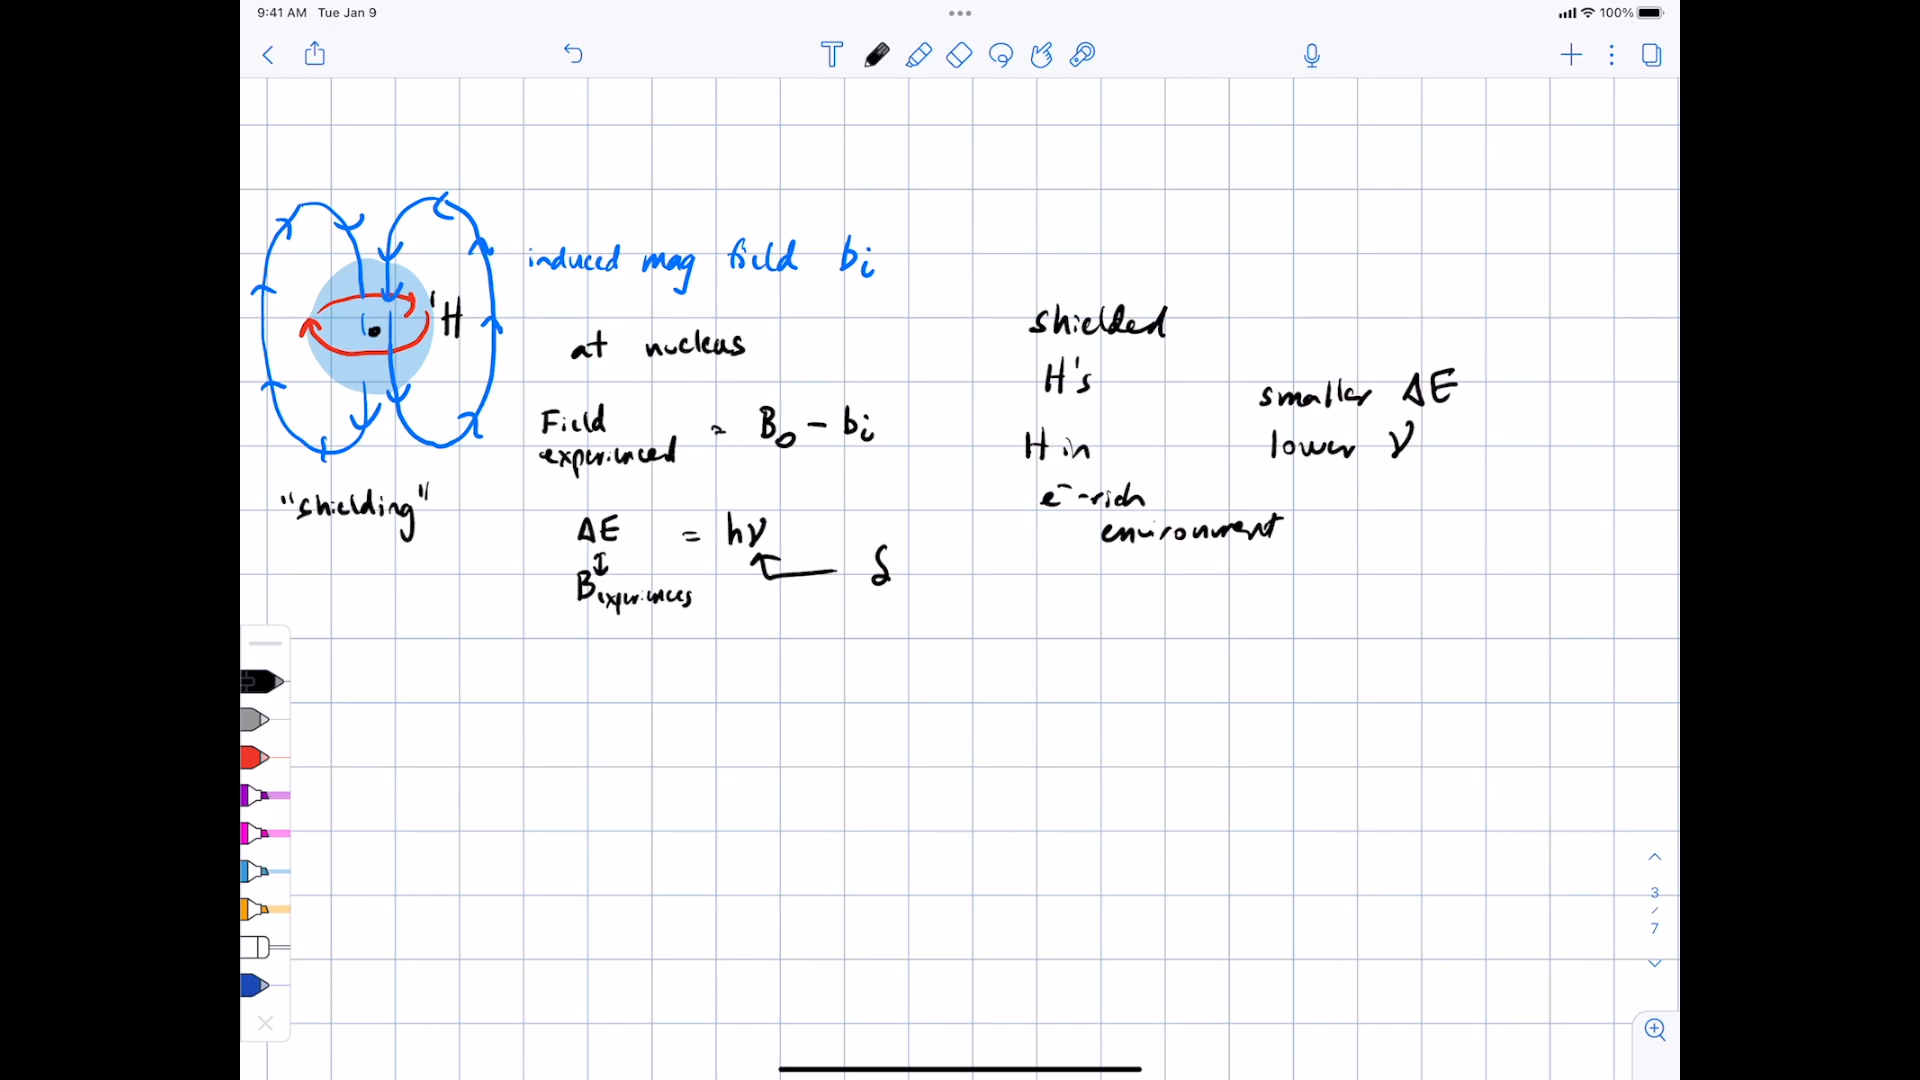 9:41 AM Tue Jan 9
100%
T
induced mag field bᵢ
¹H
at nucleus
Field experienced = B₀ - bᵢ
"shielding"
ΔE = hν
δ
↕
Bexperiences
shielded
H's
H in
e⁻-rich
environment
smaller ΔE
lower ν
3
/
7